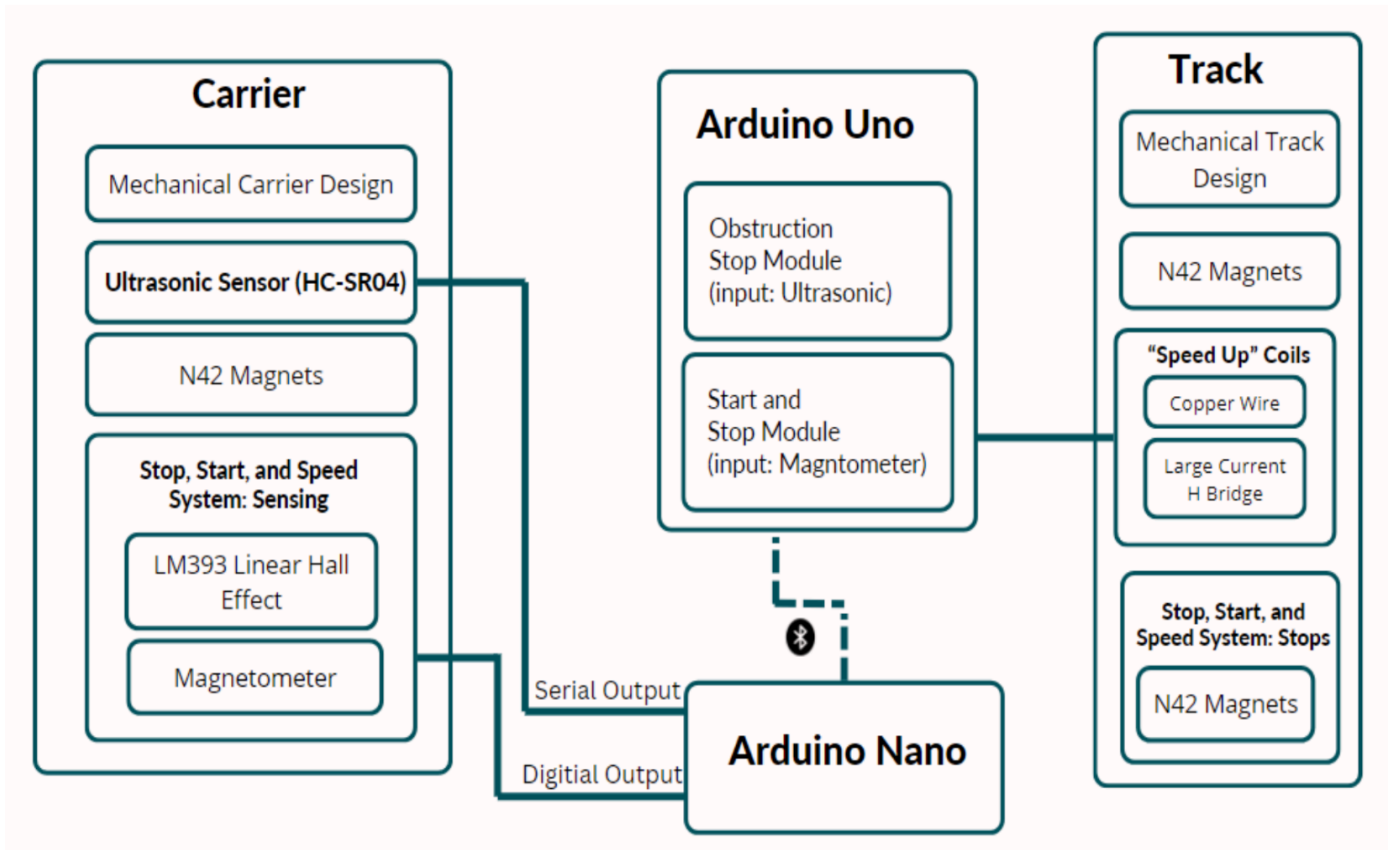 Carrier
Mechanical Carrier Design
Ultrasonic Sensor (HC-SR04)
N42 Magnets
Stop, Start, and Speed
System: Sensing
LM393 Linear Hall
Effect
Magnetometer
Serial Output
Digitial Output
Arduino Uno
Obstruction
Stop Module
(input: Ultrasonic)
Start and
Stop Module
(input: Magntometer)
Arduino Nano
Track
Mechanical Track
Design
N42 Magnets
“Speed Up” Coils
Copper Wire
Large Current
H Bridge
Stop, Start, and
Speed System: Stops
N42 Magnets